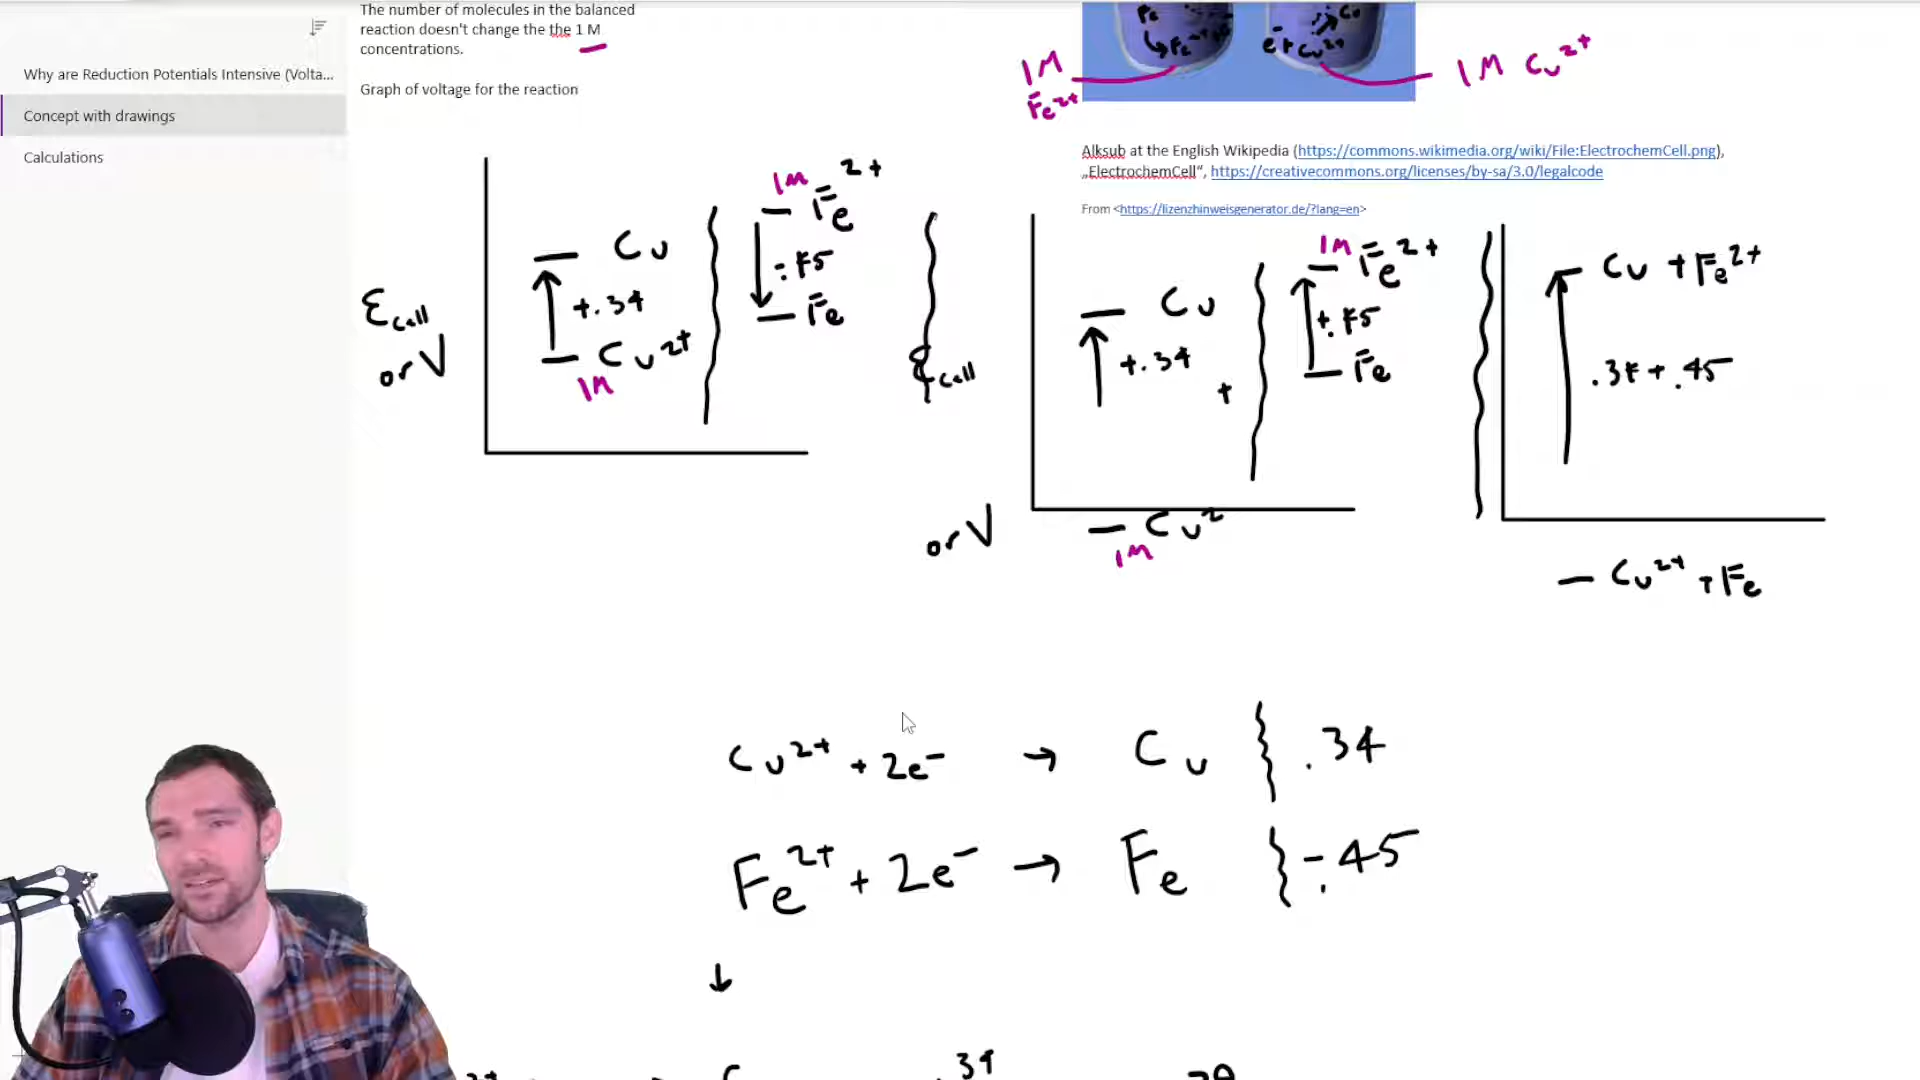 The number of molecules in the balanced
reaction doesn't change the the 1 M
concentrations.
Why are Reduction Potentials Intensive (Volta...
Concept with drawings
Calculations
Graph of voltage for the reaction
Fe
Fe2+
Cu
e- + Cu2+
1M
Fe2+
1M Cu2+
Alksub at the English Wikipedia (https://commons.wikimedia.org/wiki/File:ElectrochemCell.png),
„ElectrochemCell", https://creativecommons.org/licenses/by-sa/3.0/legalcode
From <https://lizenzhinweisgenerator.de/?lang=en>
Ecell
or V
Cu
+.34
Cu2+
1M
1M
Fe2+
-.45
Fe
Ecell
or V
Cu
+.34
+
Cu2
1M
1M
Fe2+
+.45
Fe
Cu + Fe2+
.34 + .45
Cu2+ + Fe
Cu2+ + 2e- → Cu } .34
Fe2+ + 2e- → Fe } -.45
↓
.34